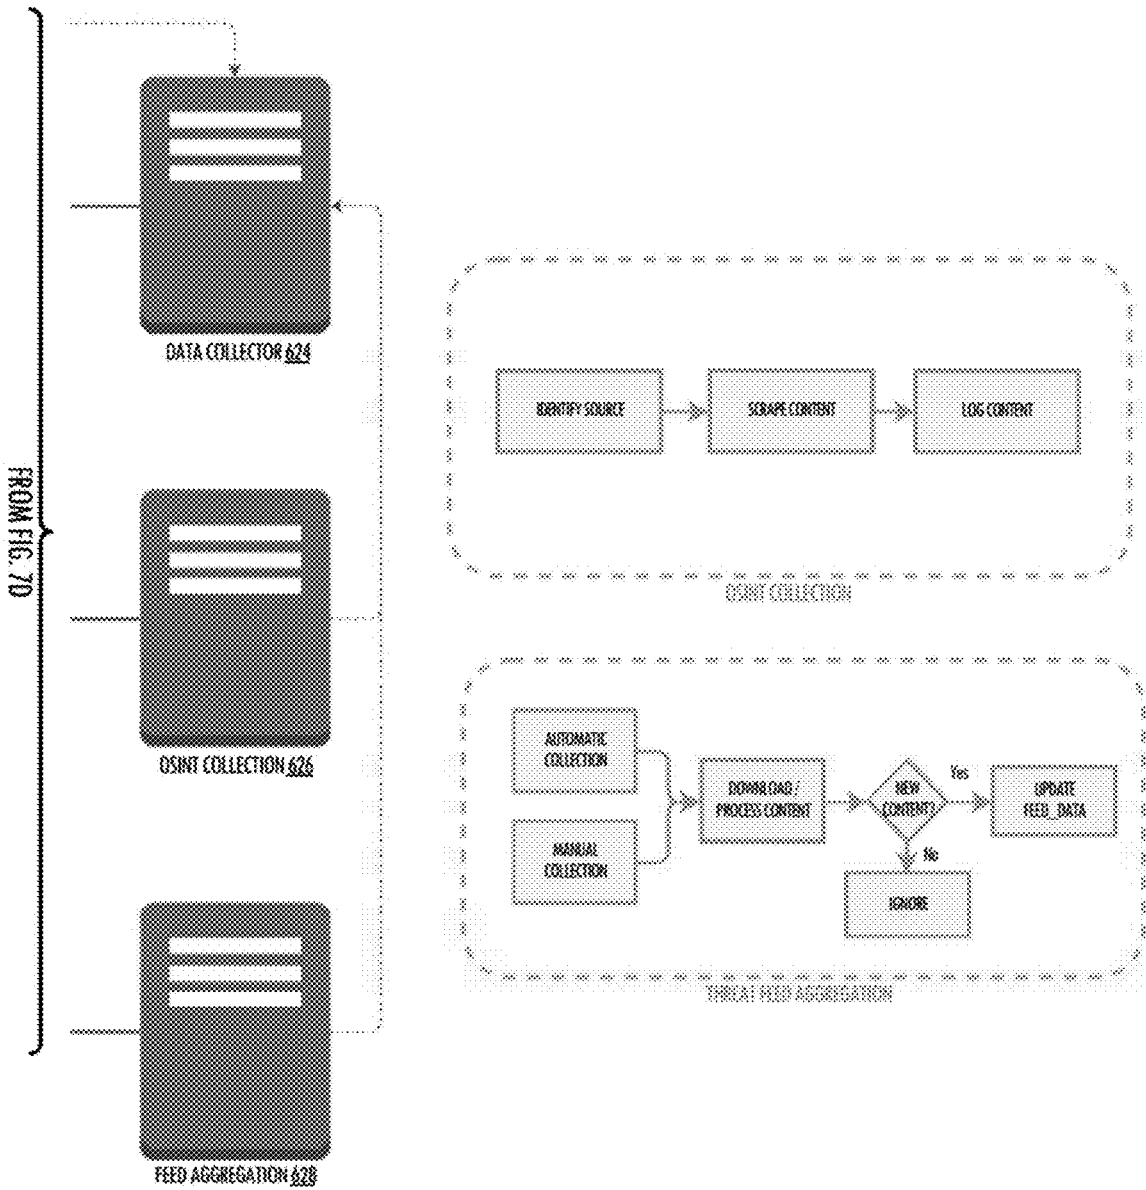 FROM FIG. 7D
DATA COLLECTOR 624
IDENTIFY SOURCE
SCRAPE CONTENT
LOG CONTENT
OSINT COLLECTION
OSINT COLLECTION 626
AUTOMATIC
COLLECTION
MANUAL
COLLECTION
DOWNLOAD /
PROCESS CONTENT
NEW
CONTENT?
Yes
UPDATE
FEED_DATA
No
IGNORE
THREAT FEED AGGREGATION
FEED AGGREGATION 628